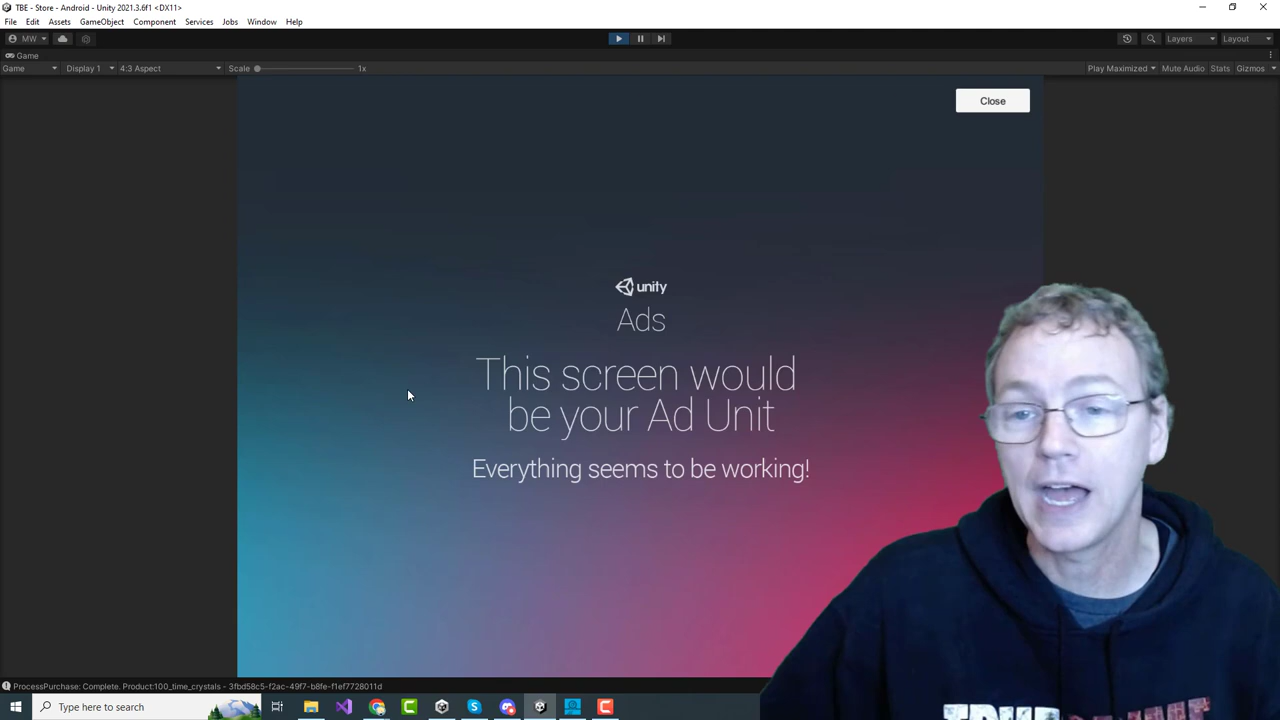 TBE - Store - Android - Unity 2021.3.6f1 <DX11>
File Edit Assets GameObject Component Services Jobs Window Help
MW Layers Layout
Game
Game Display 1 4:3 Aspect Scale 1x Play Maximized Mute Audio Stats Gizmos
Close
unity
Ads
This screen would
be your Ad Unit
Everything seems to be working!
ProcessPurchase: Complete. Product:100_time_crystals - 3fbd58c5-f2ac-49f7-b8fe-f1ef7728011d
Type here to search